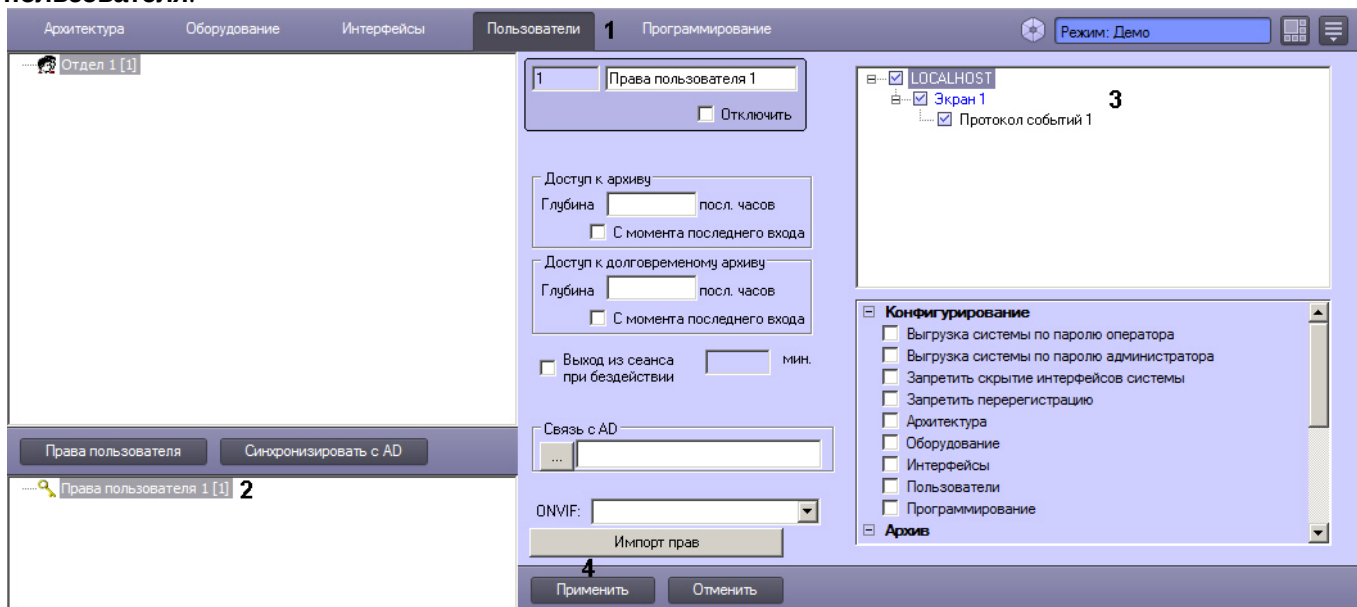 Архитектура Оборудование Интерфейсы Пользователи 1 Программирование Режим: Демо
Отдел 1 [1]
1 Права пользователя 1
Отключить
Доступ к архиву
Глубина посл. часов
С момента последнего входа
Доступ к долговременому архиву
Глубина посл. часов
С момента последнего входа
Выход из сеанса при бездействии мин.
Связь с AD
...
ONVIF:
Импорт прав
4
Применить Отменить
LOCALHOST
Экран 1 3
Протокол событий 1
Конфигурирование
Выгрузка системы по паролю оператора
Выгрузка системы по паролю администратора
Запретить скрытие интерфейсов системы
Запретить перерегистрацию
Архитектура
Оборудование
Интерфейсы
Пользователи
Программирование
Архив
Права пользователя Синхронизировать с AD
Права пользователя 1 [1] 2